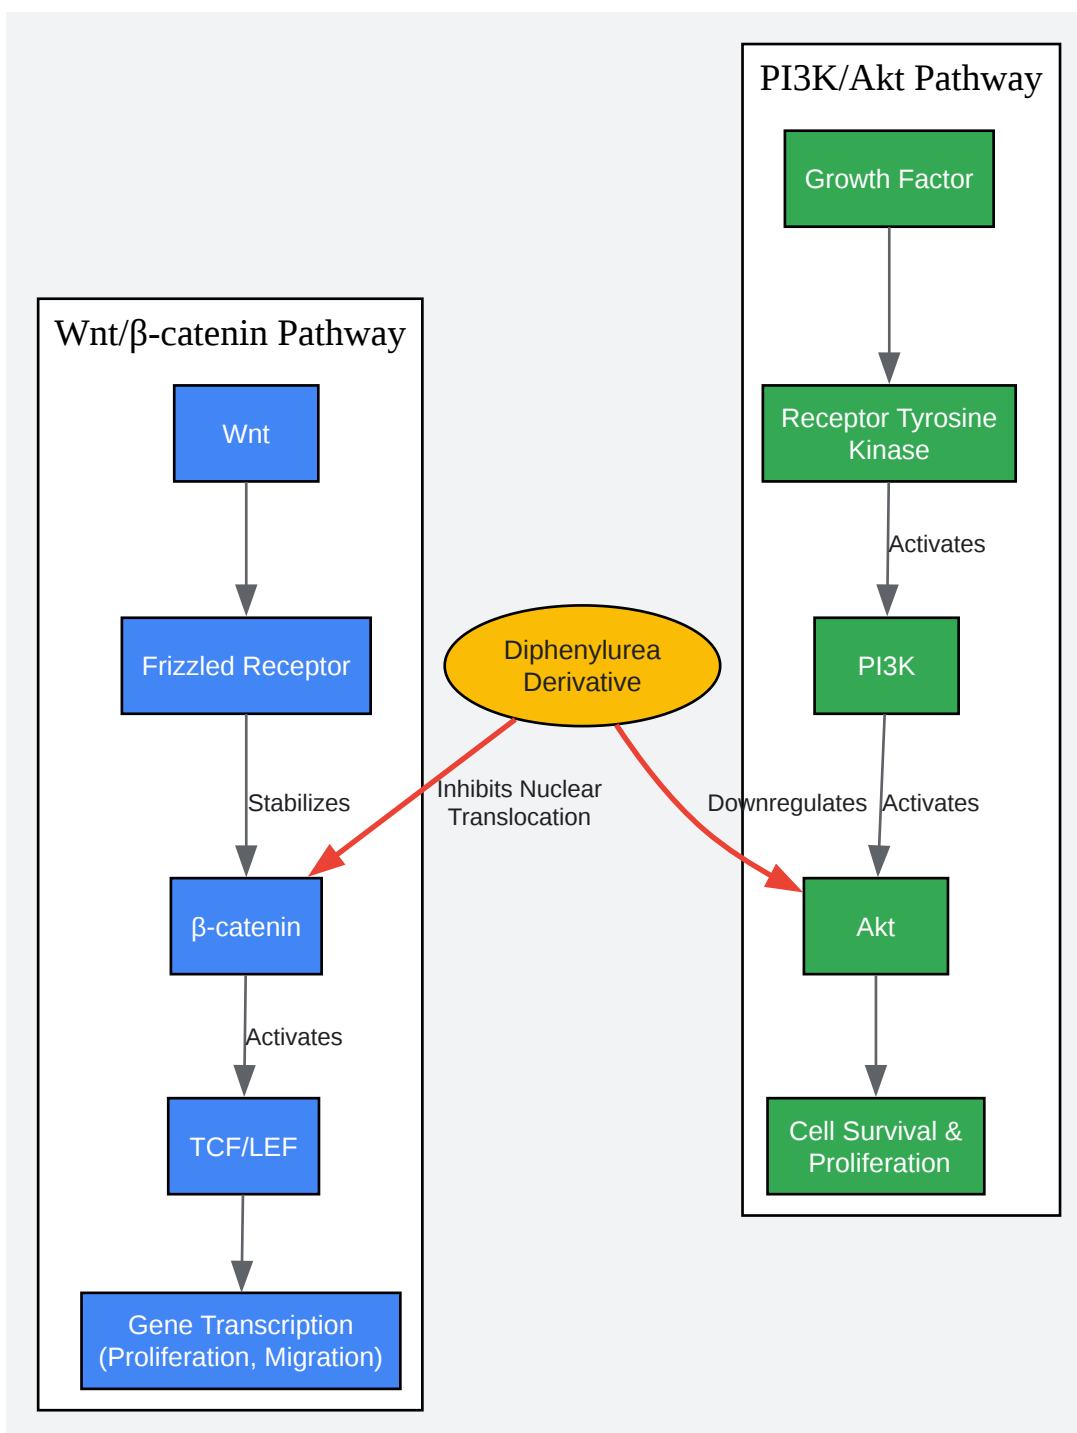 PI3K/Akt Pathway
Growth Factor
Receptor Tyrosine
Kinase
Activates
PI3K
Activates
Akt
Cell Survival &
Proliferation
Wnt/β-catenin Pathway
Wnt
Frizzled Receptor
Stabilizes
β-catenin
Activates
TCF/LEF
Gene Transcription
(Proliferation, Migration)
Diphenylurea
Derivative
Inhibits Nuclear
Translocation
Downregulates